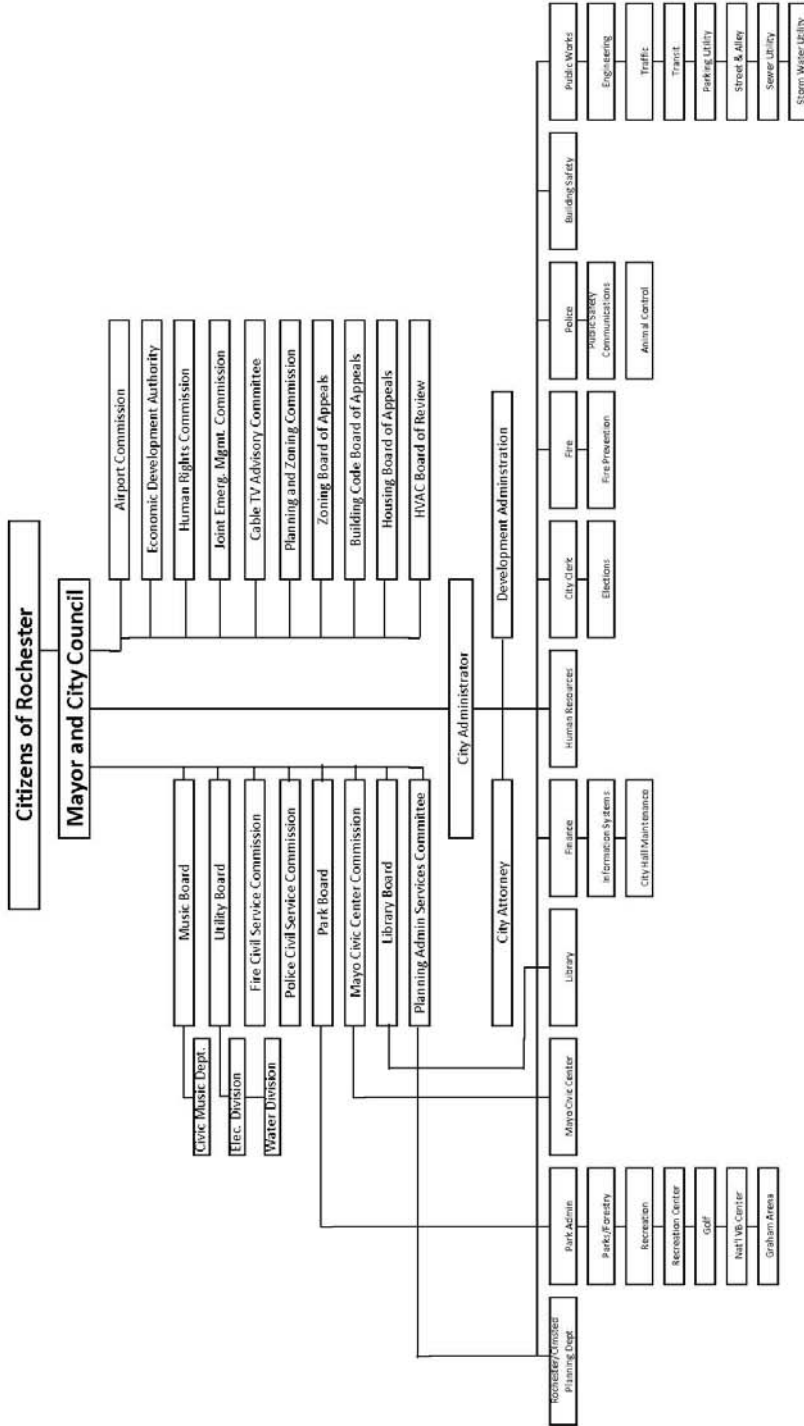 Citizens of Rochester
Mayor and City Council
Music Board
Civic Music Dept.
Utility Board
Elec. Division
Water Division
Fire Civil Service Commission
Police Civil Service Commission
Park Board
Mayo Civic Center Commission
Library Board
Planning Admin Services Committee
Airport Commission
Economic Development Authority
Human Rights Commission
Joint Emerg. Mgmt. Commission
Cable TV Advisory Committee
Planning and Zoning Commission
Zoning Board of Appeals
Building Code Board of Appeals
Housing Board of Appeals
HVAC Board of Review
City Administrator
City Attorney
Development Adminstration
Rochester/Olmsted
Planning Dept
Park Admin
Parks/Forestry
Recreation
Recreation Center
Golf
Nat'l VB Center
Graham Arena
Mayo Civic Center
Library
Finance
Information Systems
City Hall Maintenance
Human Resources
City Clerk
Elections
Fire
Fire Prevention
Police
Public Safety
Communications
Animal Control
Building Safety
Public Works
Engineering
Traffic
Transit
Parking Utility
Street & Alley
Sewer Utility
Storm Water Utility